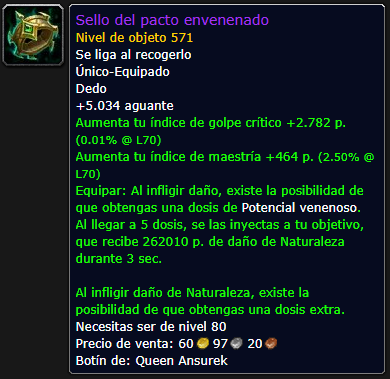 Sello del pacto envenenado
Nivel de objeto 571
Se liga al recogerlo
Único-Equipado
Dedo
+5.034 aguante
Aumenta tu índice de golpe crítico +2.782 p.
(0.01% @ L70)
Aumenta tu índice de maestría +464 p. (2.50% @
L70)
Equipar: Al infligir daño, existe la posibilidad de
que obtengas una dosis de Potencial venenoso.
Al llegar a 5 dosis, se las inyectas a tu objetivo,
que recibe 262010 p. de daño de Naturaleza
durante 3 sec.
Al infligir daño de Naturaleza, existe la
posibilidad de que obtengas una dosis extra.
Necesitas ser de nivel 80
Precio de venta: 60 97 20
Botín de: Queen Ansurek